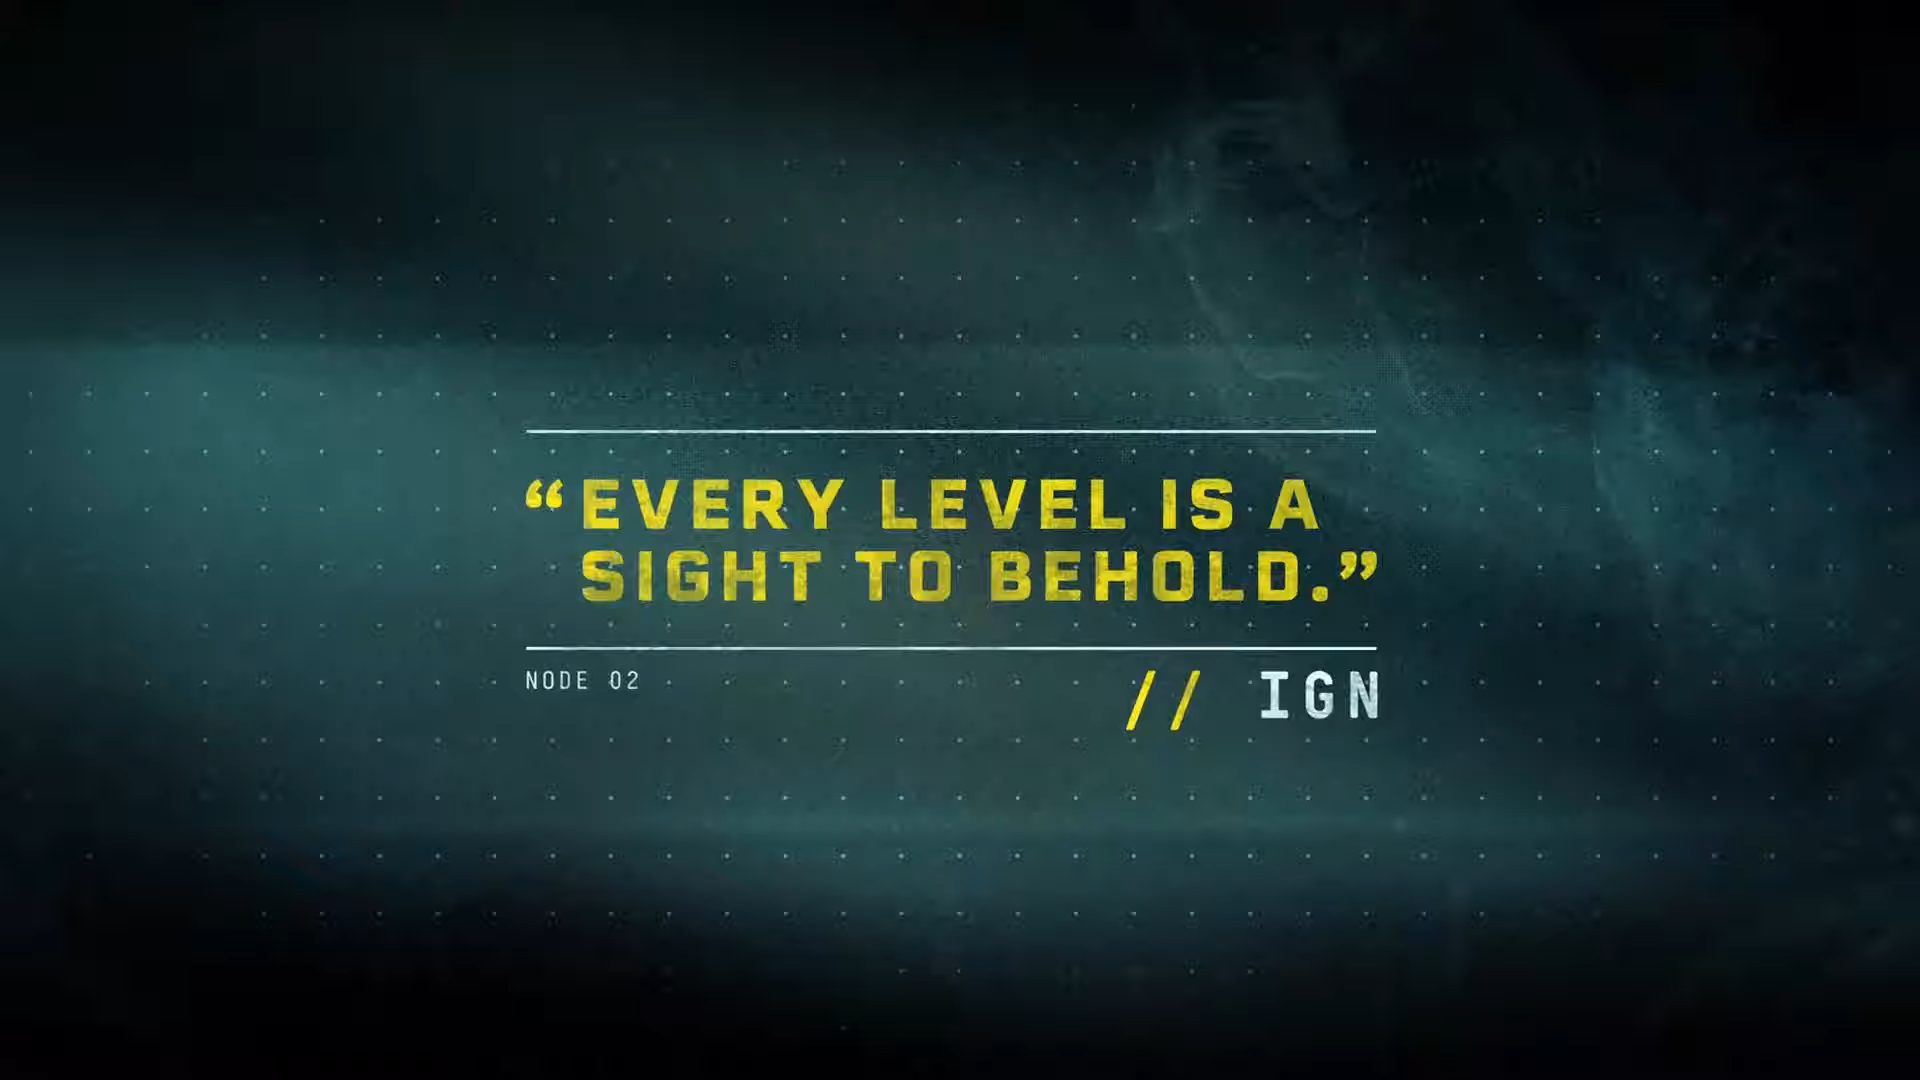 “EVERY LEVEL IS A
SIGHT TO BEHOLD.”
NODE 02
// IGN